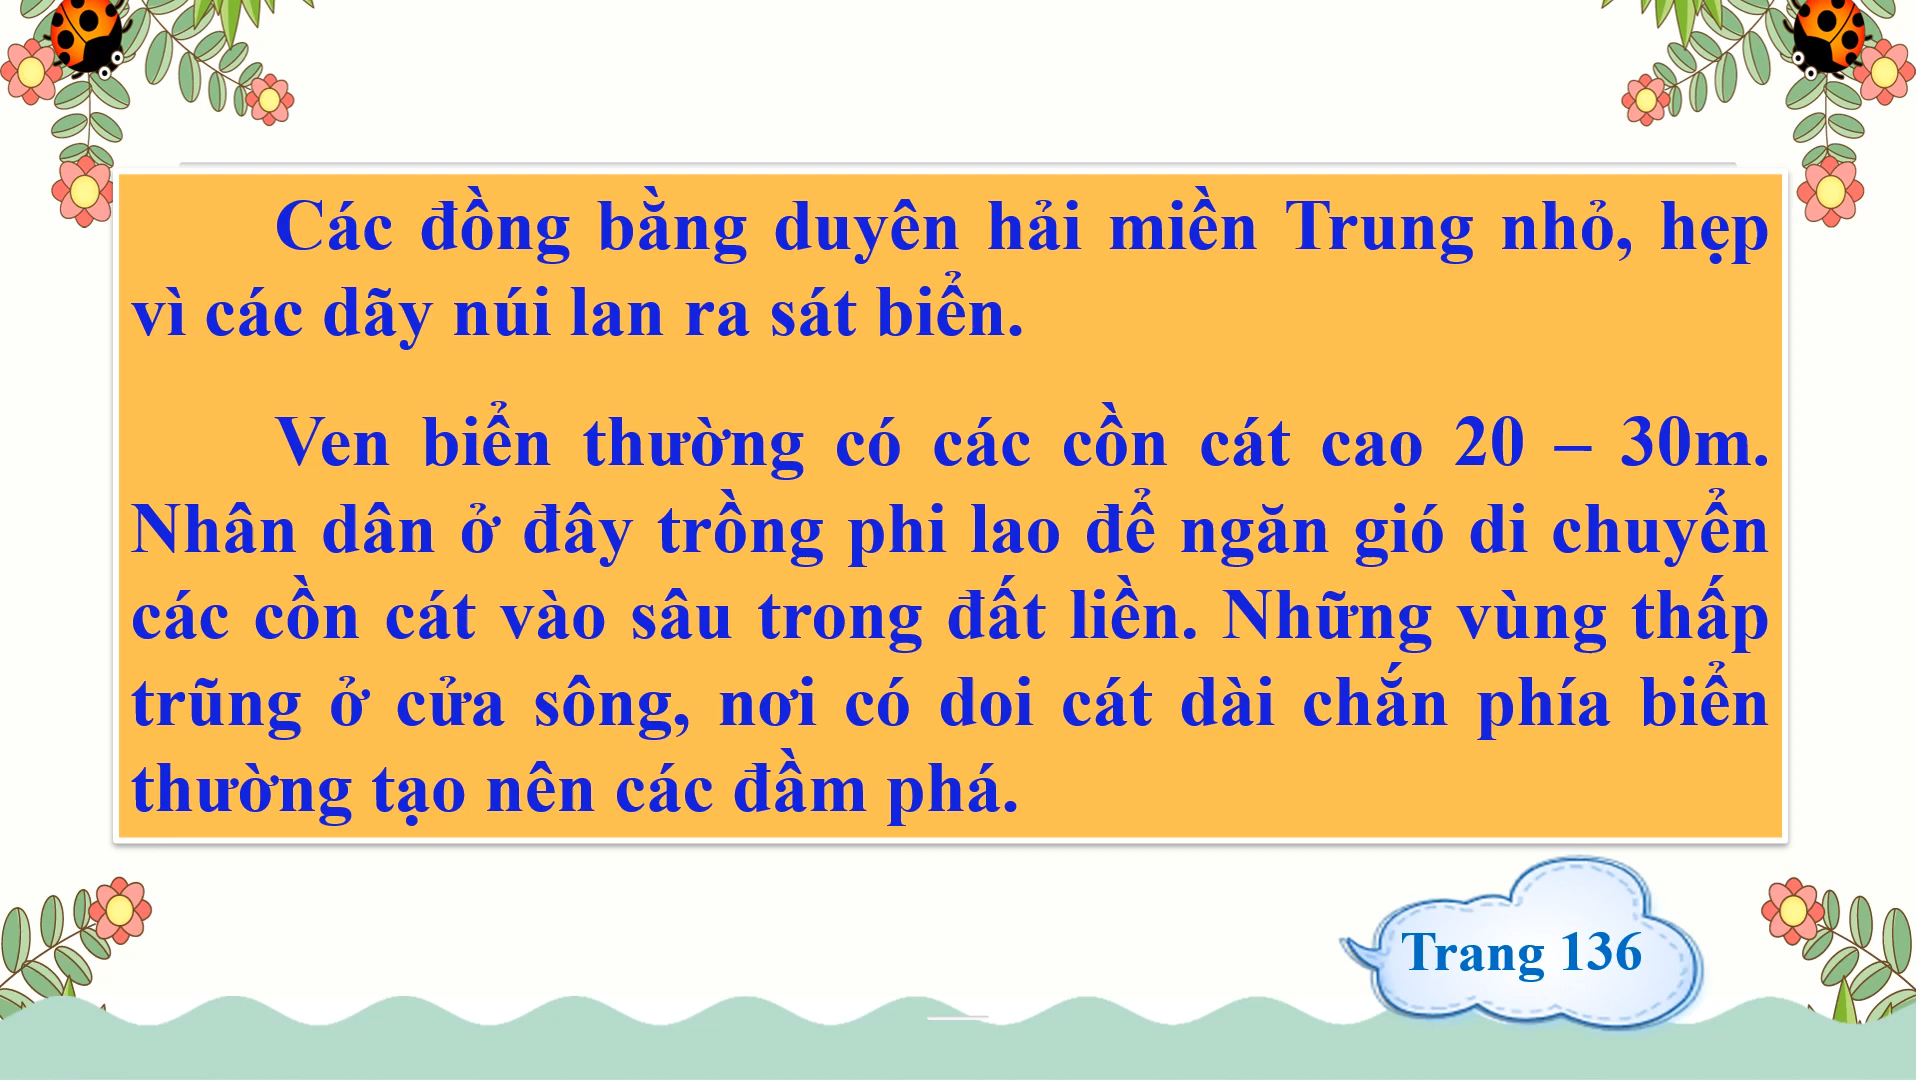 Các đồng bằng duyên hải miền Trung nhỏ, hẹp
vì các dãy núi lan ra sát biển.
Ven biển thường có các cồn cát cao 20 – 30m.
Nhân dân ở đây trồng phi lao để ngăn gió di chuyển
các cồn cát vào sâu trong đất liền. Những vùng thấp
trũng ở cửa sông, nơi có doi cát dài chắn phía biển
thường tạo nên các đầm phá.
Trang 136